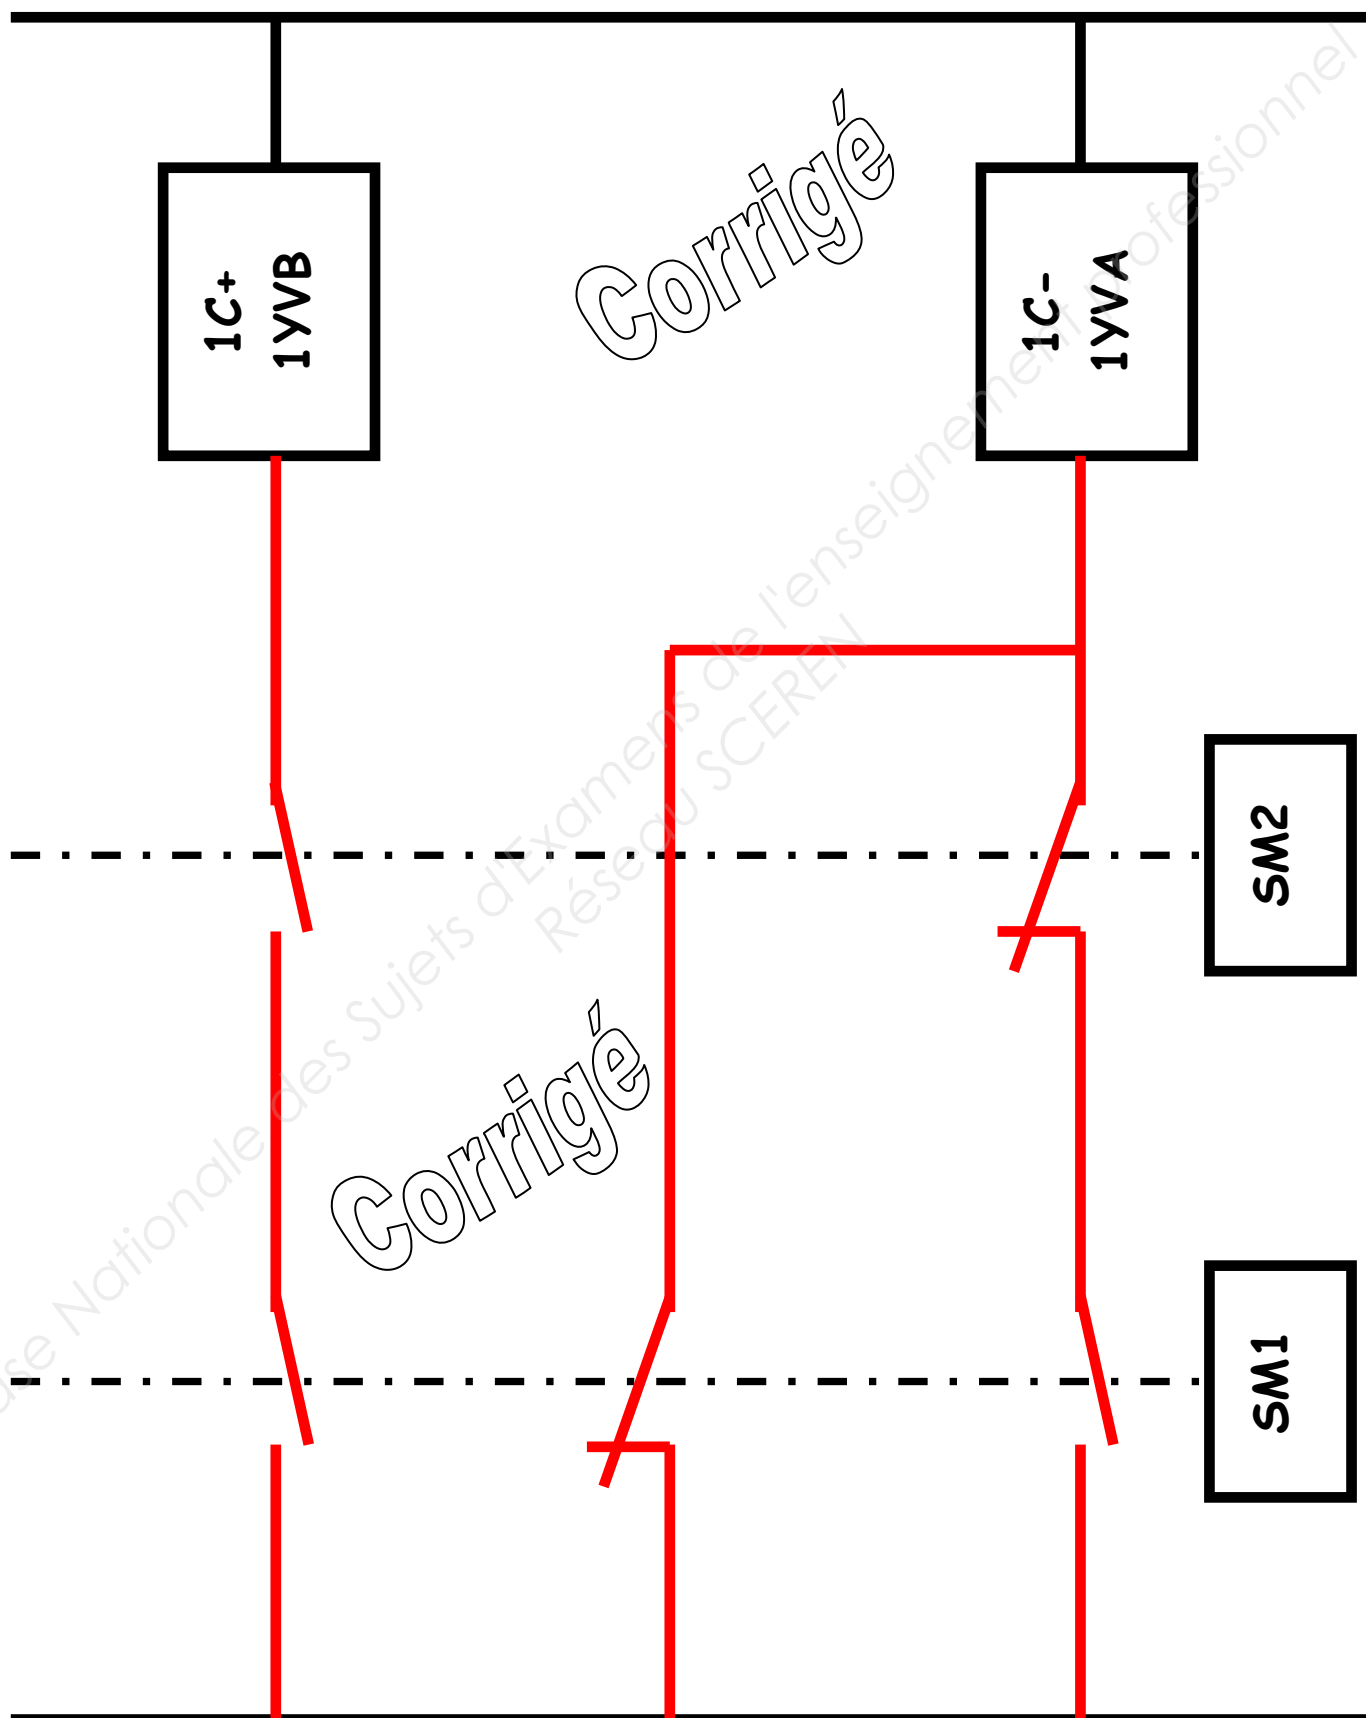 Corrigé
1C+
1YVB
1C-
1YVA
se Nationale des Sujets d'Examens de l'enseignement professionnel
Réseau SCEREN
SM2
Corrigé
SM1